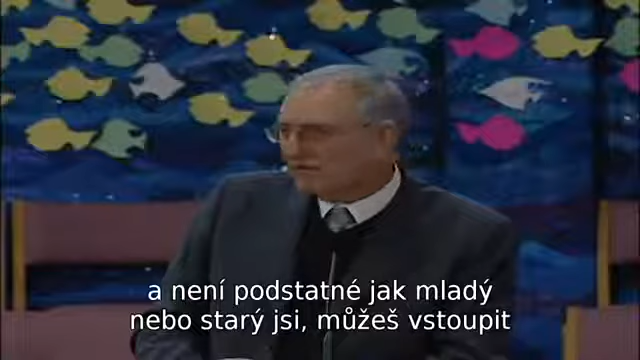 a není podstatné jak mladý
nebo starý jsi, můžeš vstoupit